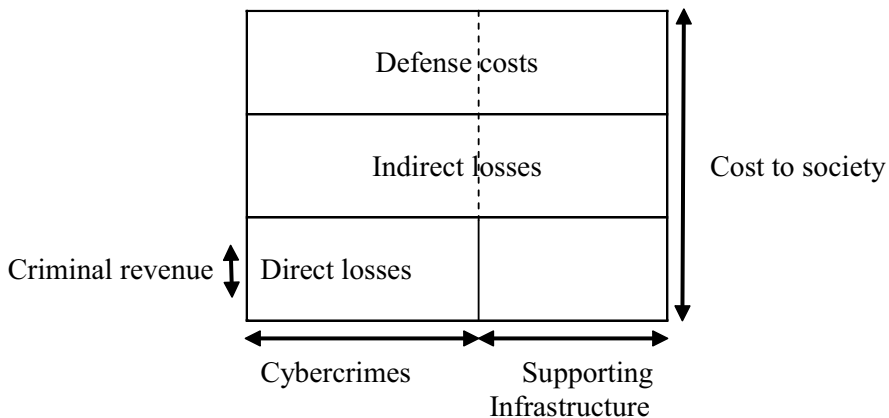 Defense costs
Indirect losses
Cost to society
Criminal revenue
Direct losses
Cybercrimes
Supporting
Infrastructure